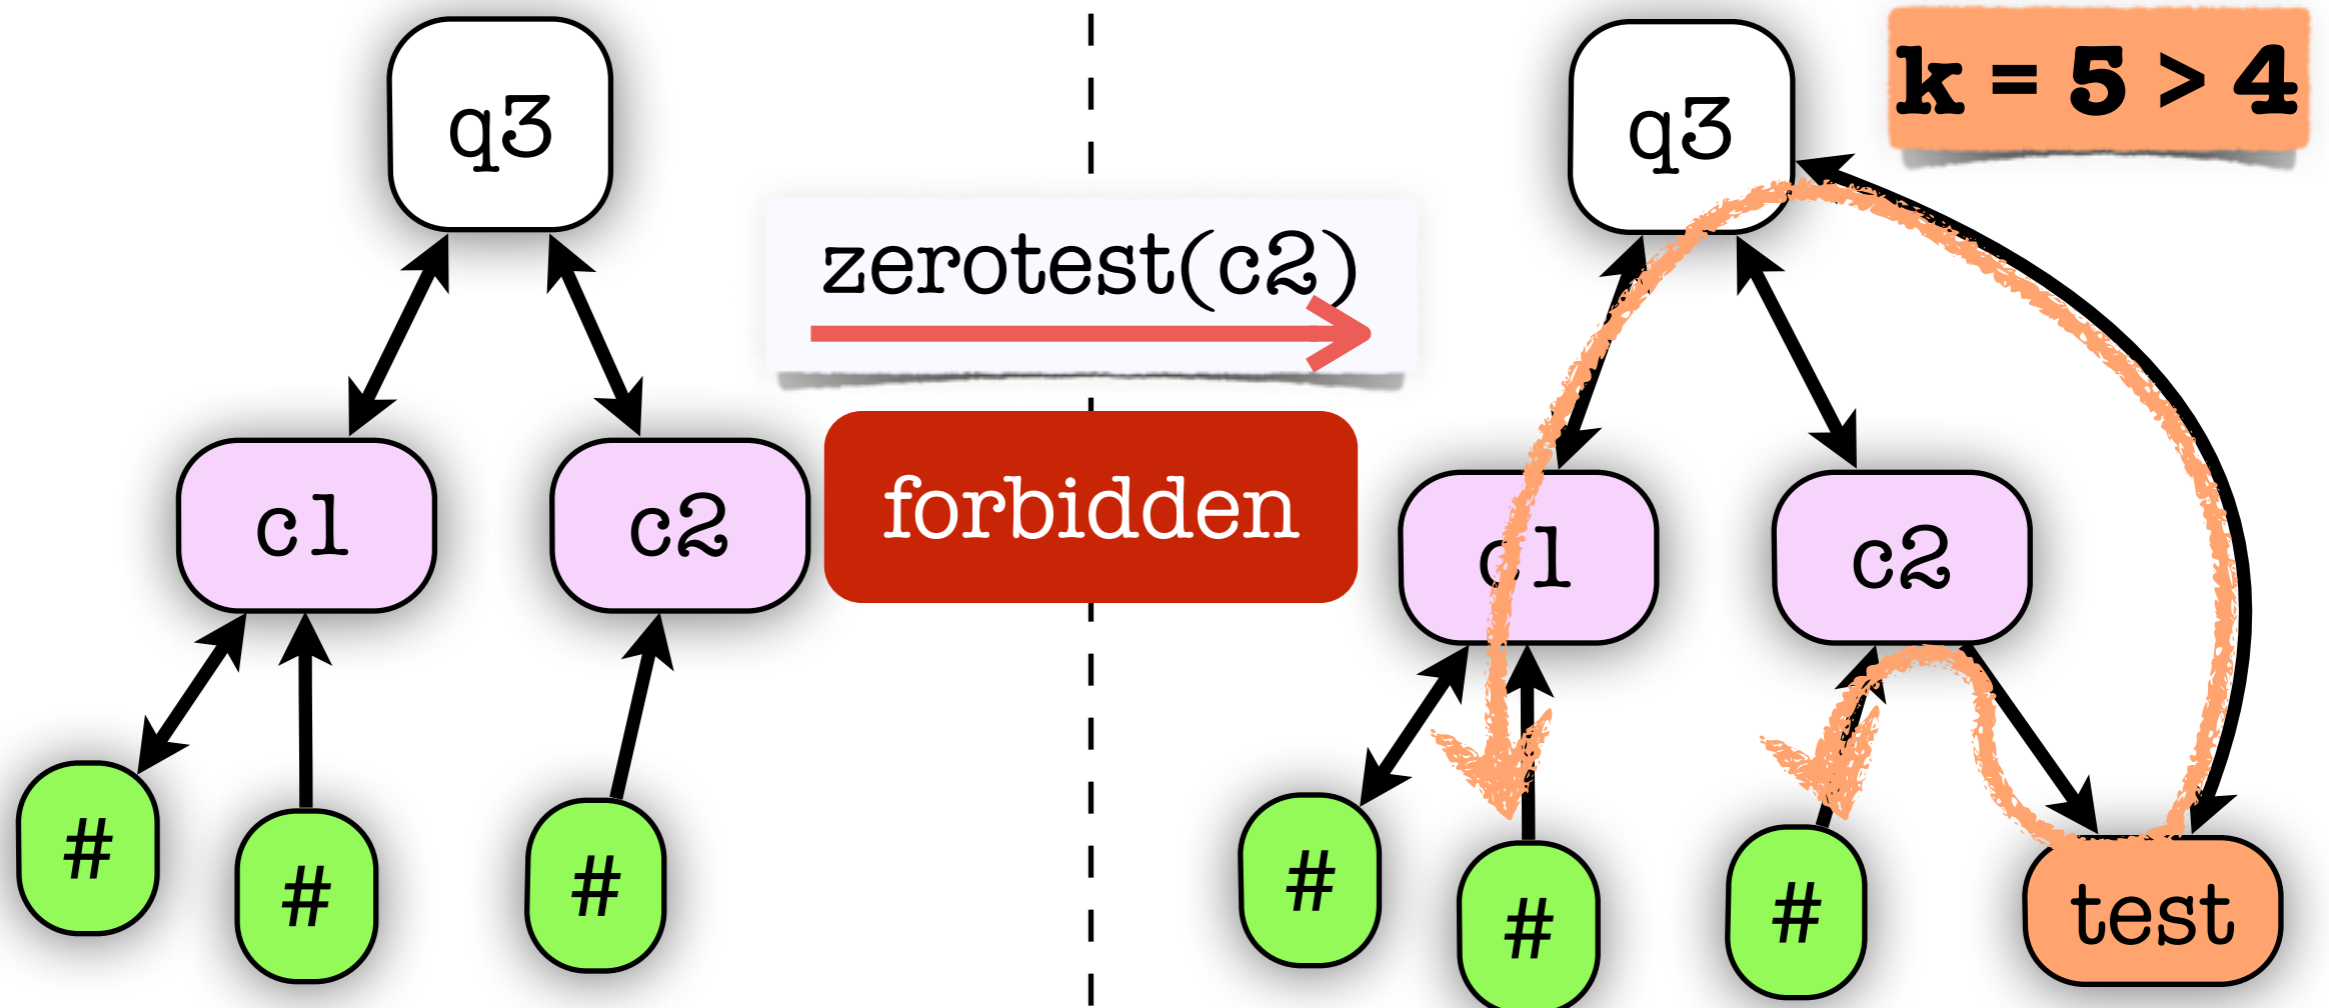 q3
c1
c2
#
#
#
zerotest(c2)
forbidden
k = 5 > 4
q3
c1
c2
#
#
#
test